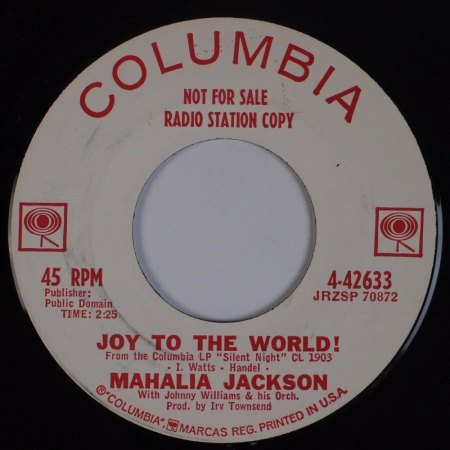 COLUMBIA
NOT FOR SALE
RADIO STATION COPY
45 RPM
Publisher:
Public Domain
TIME: 2:25
4-42633
JRZSP 70872
JOY TO THE WORLD!
From the Columbia LP "Silent Night" CL 1903
- I. Watts - Handel -
MAHALIA JACKSON
With Johnny Williams & his Orch.
Prod. by Irv Townsend
® "COLUMBIA", MARCAS REG. PRINTED IN U.S.A.